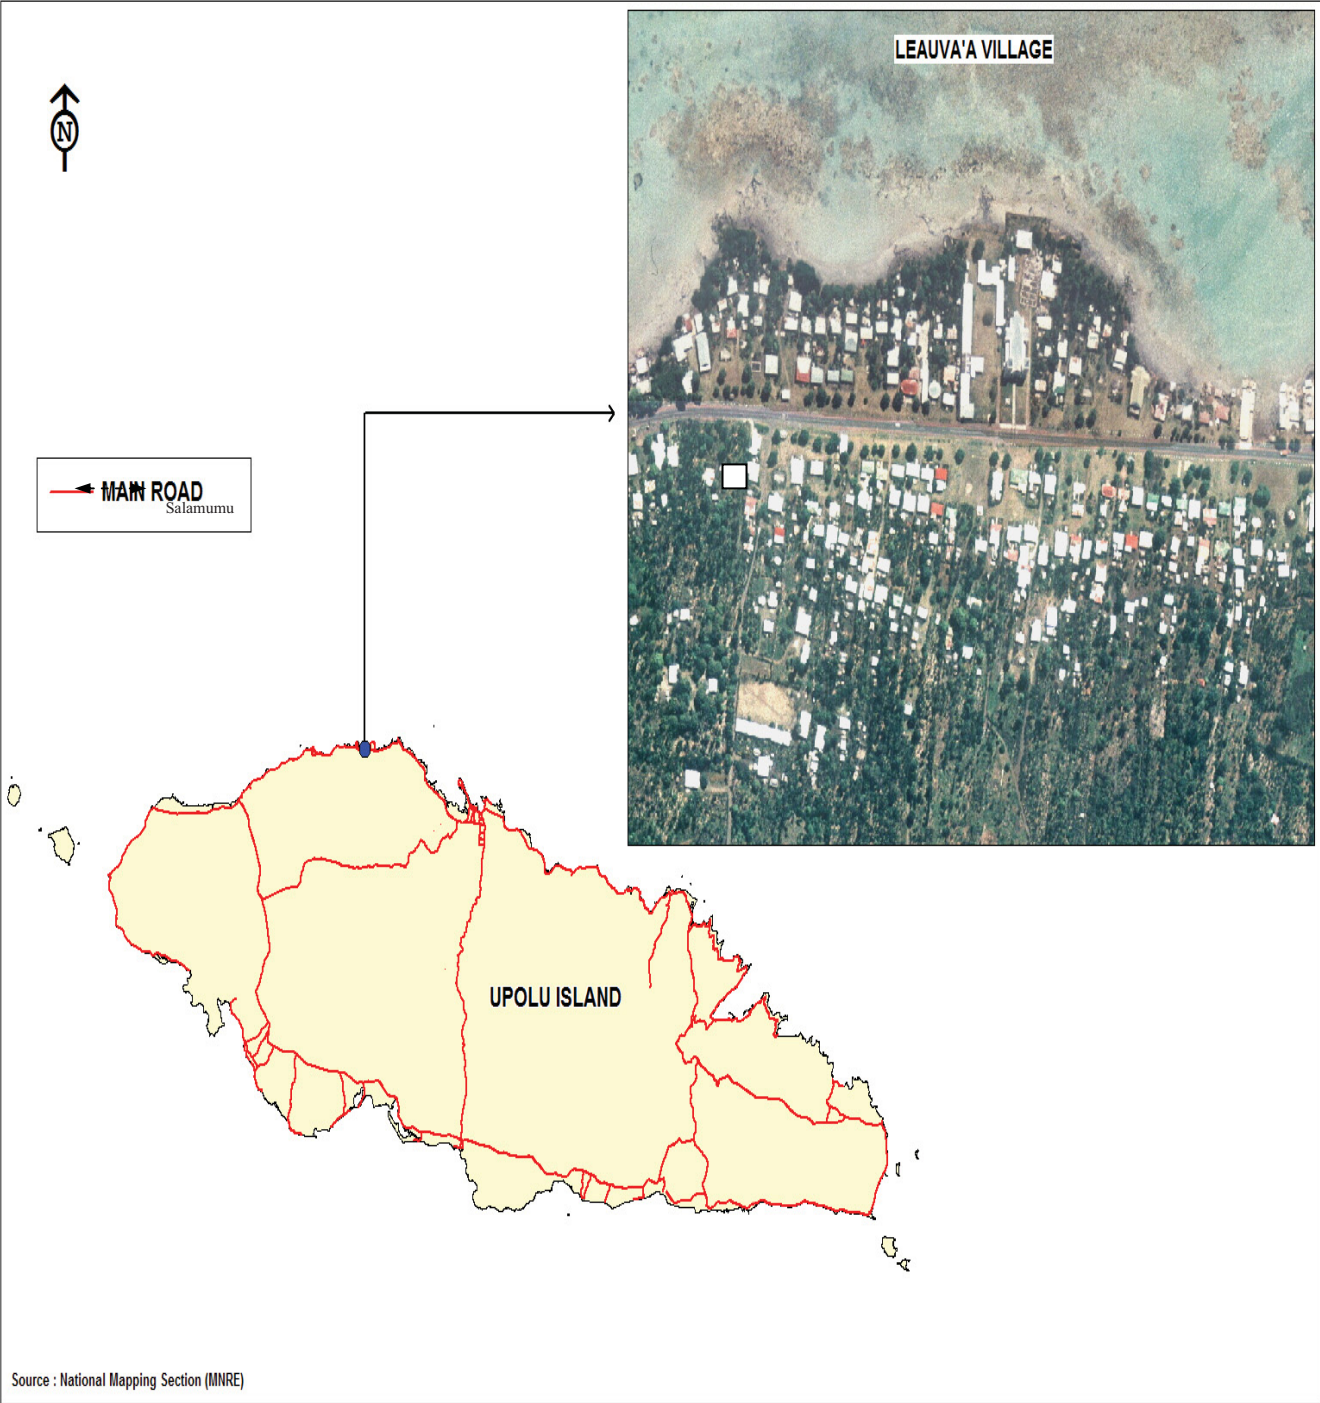 LEAUVA'A VILLAGE
N
MAIN ROAD
Salamumu
UPOLU ISLAND
Source : National Mapping Section (MNRE)